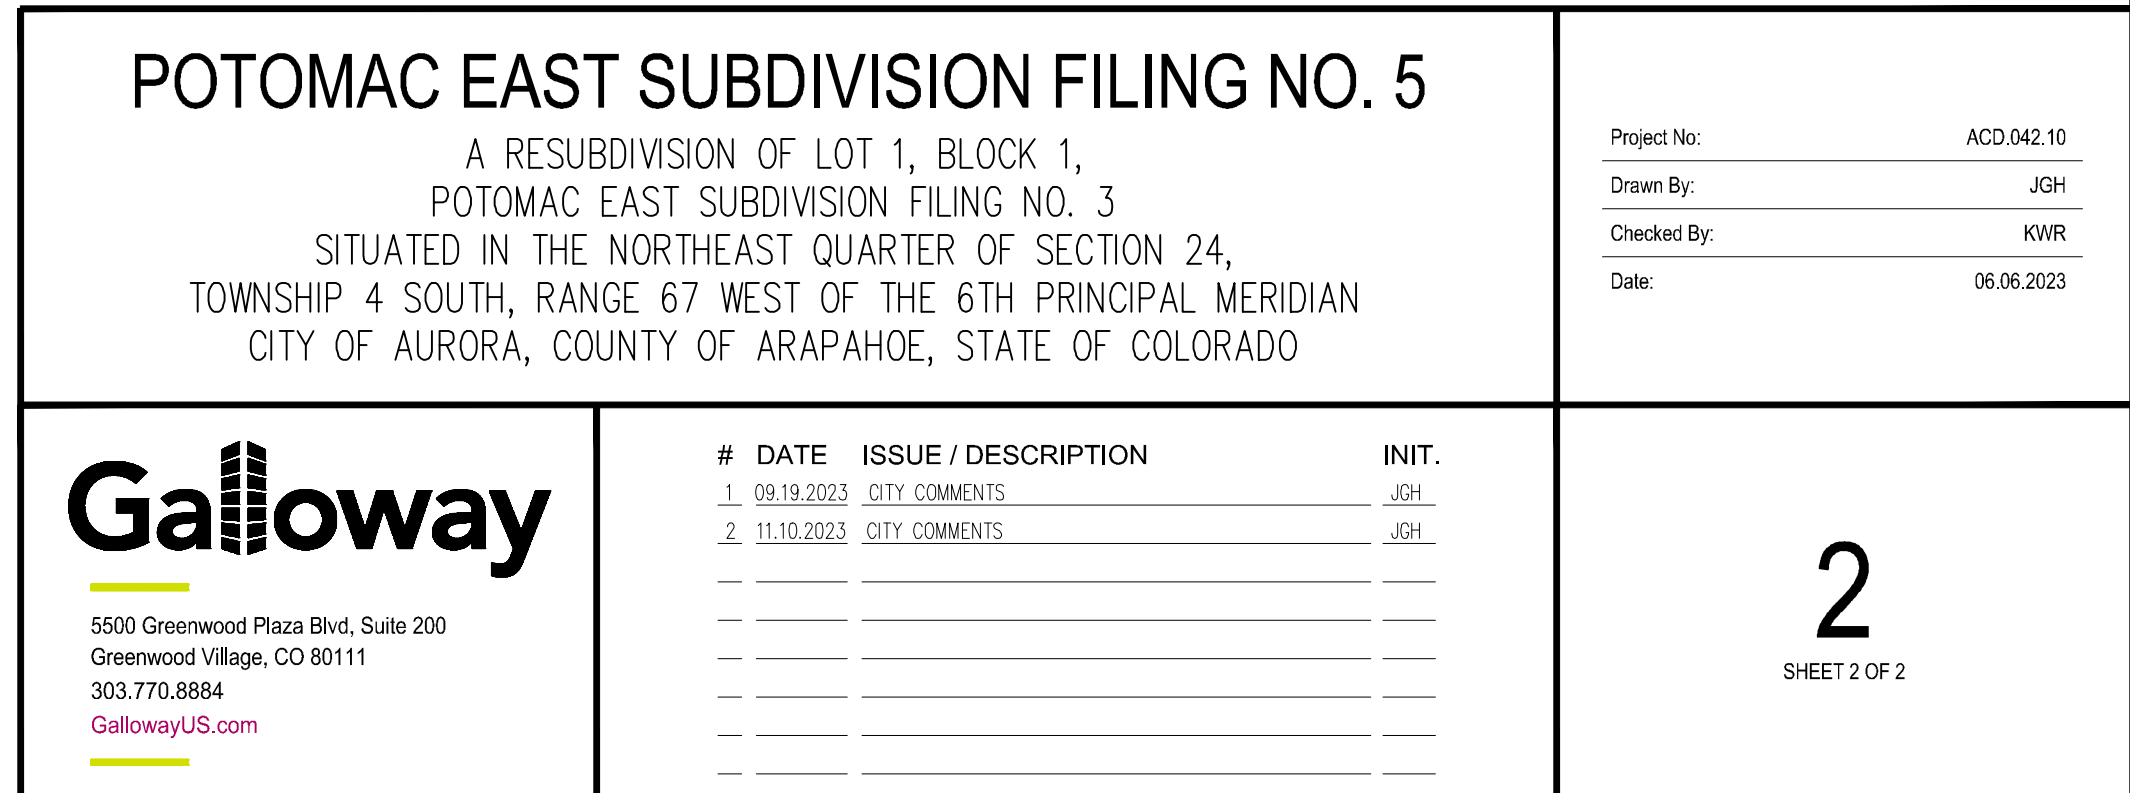 POTOMAC EAST SUBDIVISION FILING NO. 5
A RESUBDIVISION OF LOT 1, BLOCK 1,
POTOMAC EAST SUBDIVISION FILING NO. 3
SITUATED IN THE NORTHEAST QUARTER OF SECTION 24,
TOWNSHIP 4 SOUTH, RANGE 67 WEST OF THE 6TH PRINCIPAL MERIDIAN
CITY OF AURORA, COUNTY OF ARAPAHOE, STATE OF COLORADO
Project No: ACD.042.10
Drawn By: JGH
Checked By: KWR
Date: 06.06.2023
Galloway
5500 Greenwood Plaza Blvd, Suite 200
Greenwood Village, CO 80111
303.770.8884
GallowayUS.com
# DATE ISSUE / DESCRIPTION INIT.
1 09.19.2023 CITY COMMENTS JGH
2 11.10.2023 CITY COMMENTS JGH
2
SHEET 2 OF 2